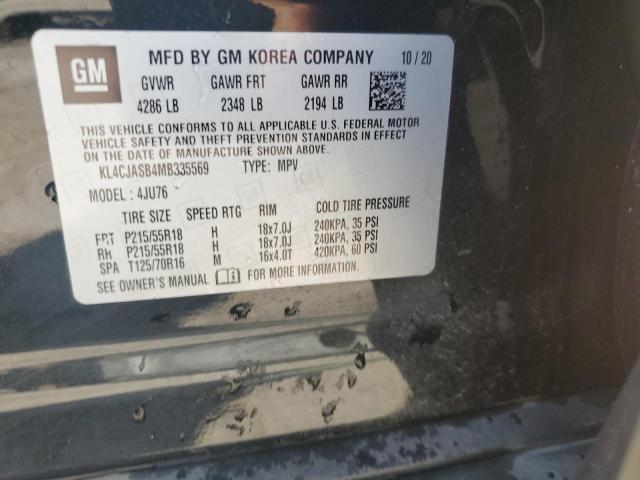 GM
MFD BY GM KOREA COMPANY 10/20
GVWR GAWR FRT GAWR RR
4286 LB 2348 LB 2194 LB
THIS VEHICLE CONFORMS TO ALL APPLICABLE U.S. FEDERAL MOTOR
VEHICLE SAFETY AND THEFT PREVENTION STANDARDS IN EFFECT
ON THE DATE OF MANUFACTURE SHOWN ABOVE.
KL4CJASB4MB335569 TYPE: MPV
MODEL: 4JU76
TIRE SIZE SPEED RTG RIM COLD TIRE PRESSURE
FRT P215/55R18 H 18x7.0J 240KPA, 35 PSI
RH P215/55R18 H 18x7.0J 240KPA, 35 PSI
SPA T125/70R16 M 16x4.0T 420KPA, 60 PSI
SEE OWNER'S MANUAL FOR MORE INFORMATION.